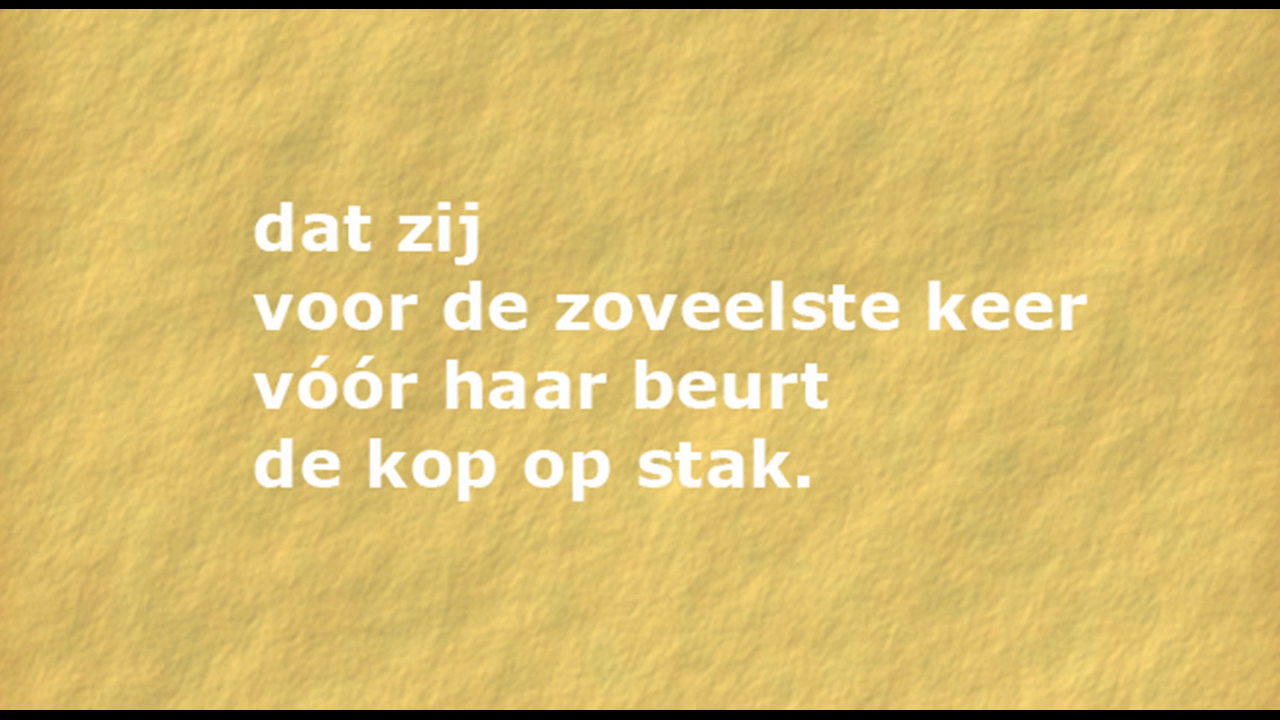 dat zij
voor de zoveelste keer
vóór haar beurt
de kop op stak.